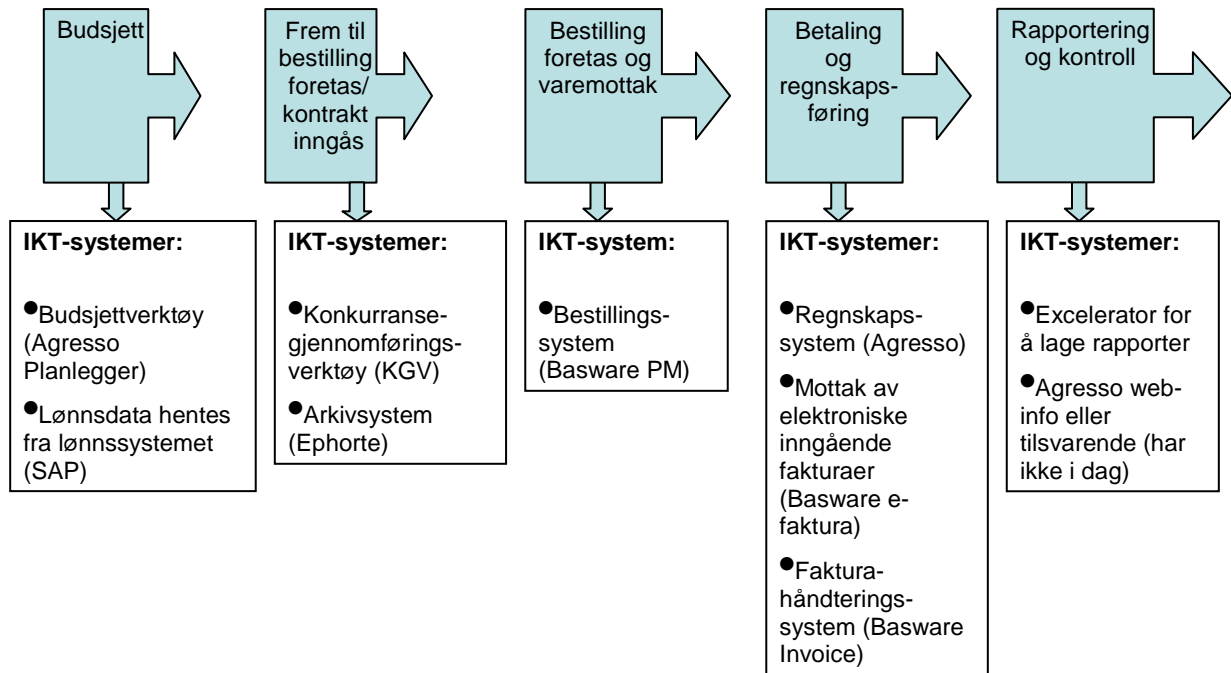 Budsjett
Frem til
bestilling
foretas/
kontrakt
inngås
Bestilling
foretas og
varemottak
Betaling
og
regnskaps-
føring
Rapportering
og kontroll
IKT-systemer:
●Budsjettverktøy
(Agresso
Planlegger)
●Lønnsdata hentes
fra lønnssystemet
(SAP)
IKT-systemer:
●Konkurranse-
gjennomførings-
verktøy (KGV)
●Arkivsystem
(Ephorte)
IKT-system:
●Bestillings-
system
(Basware PM)
IKT-systemer:
●Regnskaps-
system (Agresso)
●Mottak av
elektroniske
inngående
fakturaer
(Basware e-
faktura)
●Faktura-
håndterings-
system (Basware
Invoice)
IKT-systemer:
●Excelerator for
å lage rapporter
●Agresso web-
info eller
tilsvarende (har
ikke i dag)